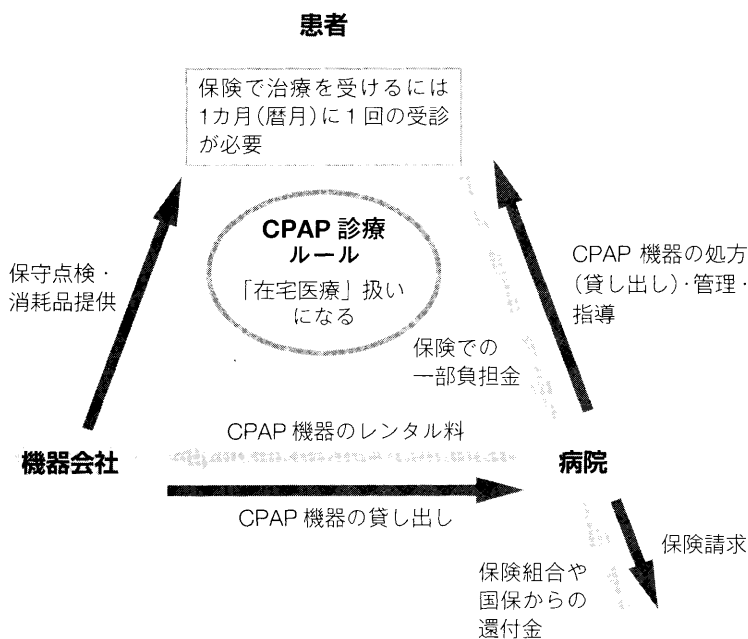 患者
保険で治療を受けるには
1カ月(暦月)に1回の受診
が必要
CPAP 診療
ルール
「在宅医療」扱い
になる
保守点検・
消耗品提供
CPAP 機器の処方
(貸し出し)・管理・
指導
保険での
一部負担金
CPAP 機器のレンタル料
機器会社
病院
CPAP 機器の貸し出し
保険請求
保険組合や
国保からの
還付金